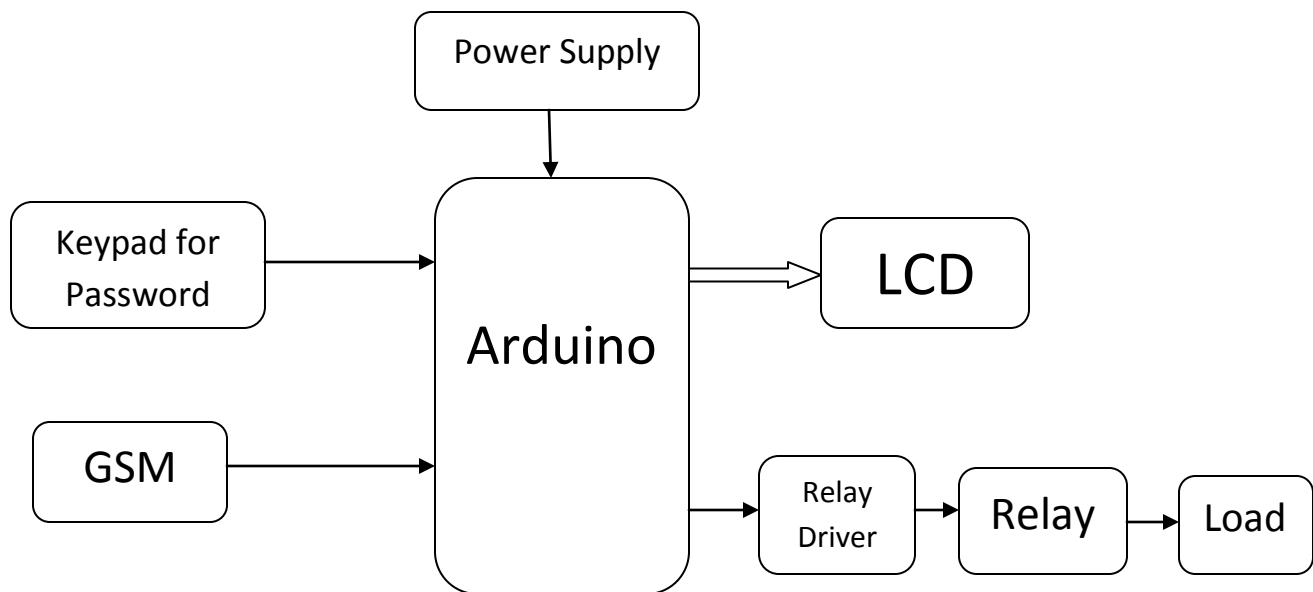 Power Supply
Keypad for
Password
Arduino
LCD
GSM
Relay
Driver
Relay
Load